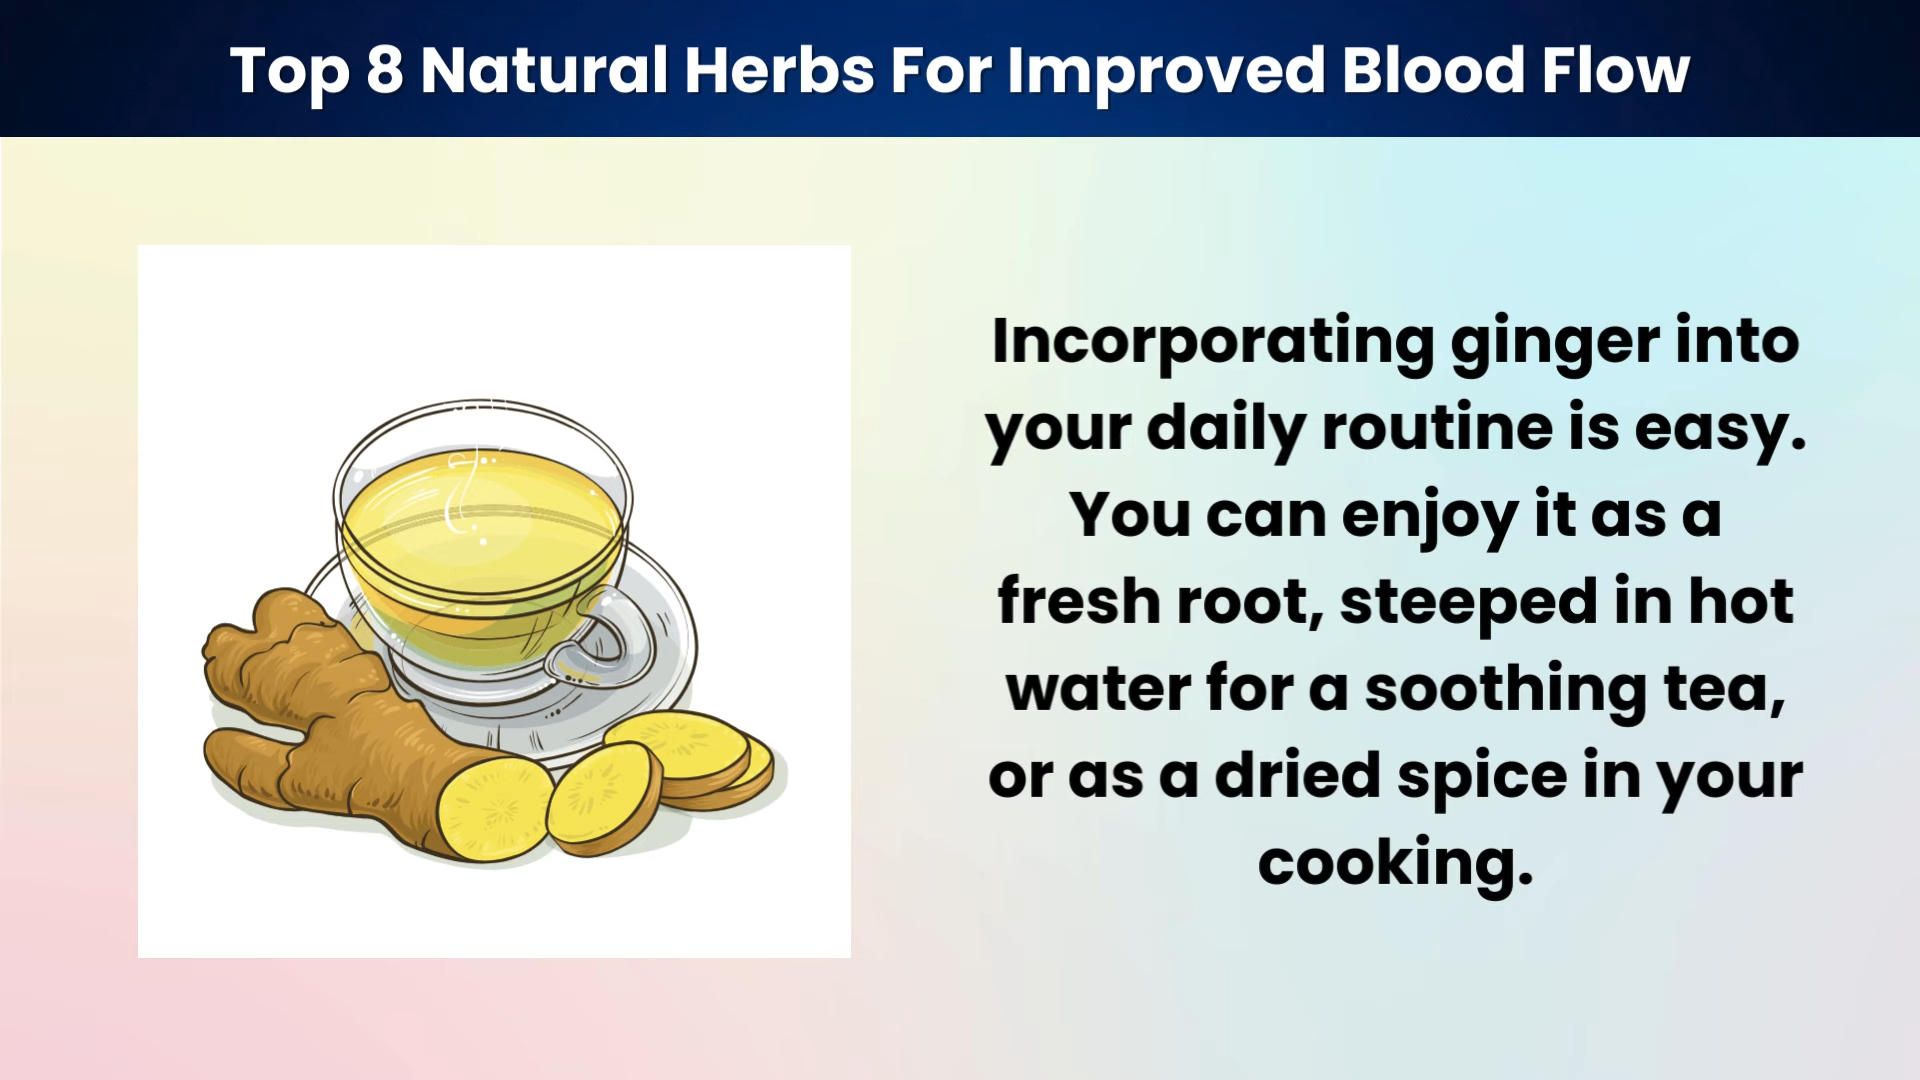 Top 8 Natural Herbs For Improved Blood Flow
Incorporating ginger into
your daily routine is easy.
You can enjoy it as a
fresh root, steeped in hot
water for a soothing tea,
or as a dried spice in your
cooking.